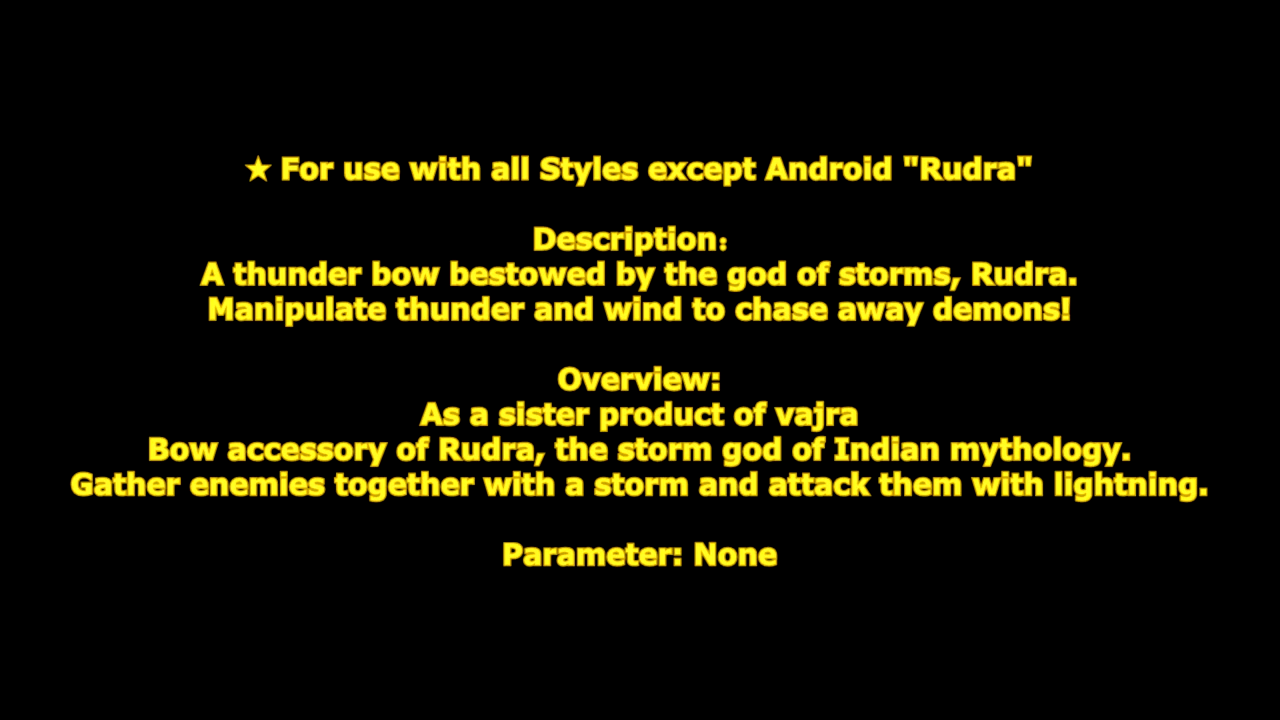 ★ For use with all Styles except Android "Rudra"
Description：
A thunder bow bestowed by the god of storms, Rudra.
Manipulate thunder and wind to chase away demons!
Overview:
As a sister product of vajra
Bow accessory of Rudra, the storm god of Indian mythology.
Gather enemies together with a storm and attack them with lightning.
Parameter: None